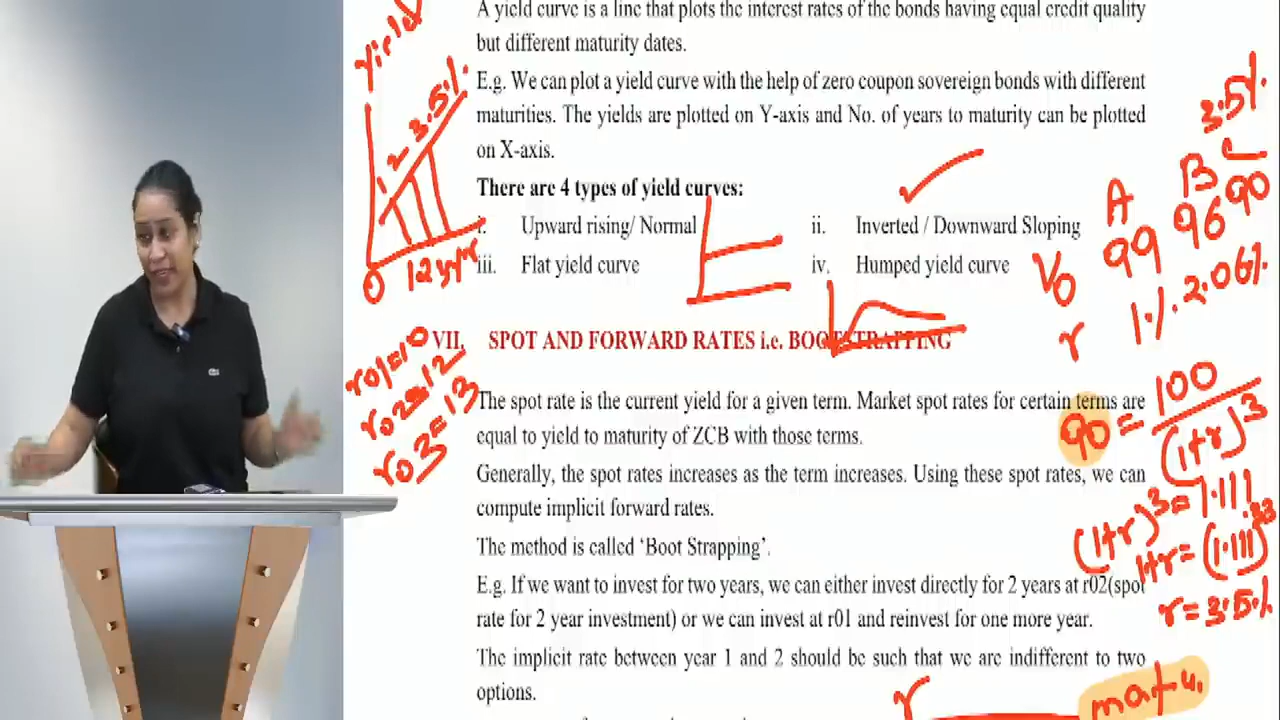 A yield curve is a line that plots the interest rates of the bonds having equal credit quality
but different maturity dates.
E.g. We can plot a yield curve with the help of zero coupon sovereign bonds with different
maturities. The yields are plotted on Y-axis and No. of years to maturity can be plotted
on X-axis.
There are 4 types of yield curves:
i. Upward rising/ Normal
ii. Inverted / Downward Sloping
iii. Flat yield curve
iv. Humped yield curve
VII. SPOT AND FORWARD RATES i.e. BOOTSTRAPPING
The spot rate is the current yield for a given term. Market spot rates for certain terms are
equal to yield to maturity of ZCB with those terms.
Generally, the spot rates increases as the term increases. Using these spot rates, we can
compute implicit forward rates.
The method is called ‘Boot Strapping’.
E.g. If we want to invest for two years, we can either invest directly for 2 years at r02(spot
rate for 2 year investment) or we can invest at r01 and reinvest for one more year.
The implicit rate between year 1 and 2 should be such that we are indifferent to two
options.
Yield
1 2 3.5%
0
r01=10
r02=12
r03=13
3.5%
A B C
V0 99 96 90
r 1% 2.06%
90 = 100
(1+r)^3
(1+r)^3 = 1.111
1+r = (1.111)^.33
r = 3.5%
r